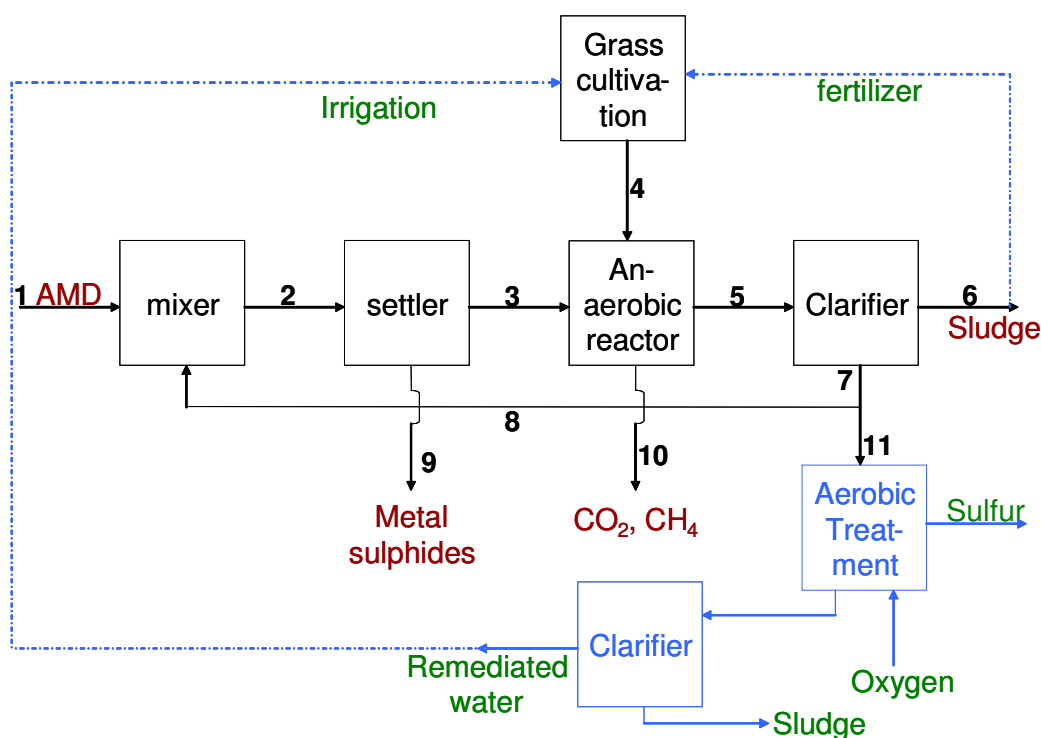 Grass
cultiva-
tion
Irrigation
fertilizer
4
1 AMD
mixer
2
settler
3
An-
aerobic
reactor
5
Clarifier
6
Sludge
7
8
9
10
11
Metal
sulphides
CO₂, CH₄
Aerobic
Treat-
ment
Sulfur
Clarifier
Remediated
water
Oxygen
Sludge